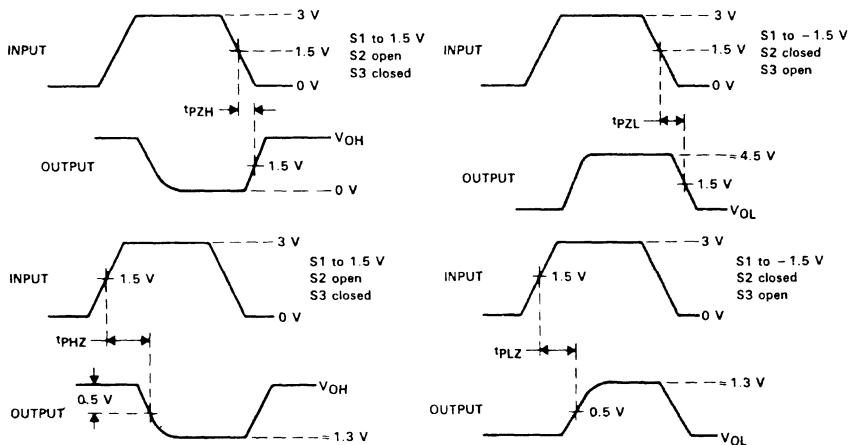 INPUT
3 V
1.5 V
0 V
S1 to 1.5 V
S2 open
S3 closed
tPZH
OUTPUT
VOH
1.5 V
0 V
INPUT
3 V
1.5 V
0 V
S1 to − 1.5 V
S2 closed
S3 open
tPZL
OUTPUT
≈4.5 V
1.5 V
VOL
INPUT
3 V
1.5 V
0 V
S1 to 1.5 V
S2 open
S3 closed
tPHZ
OUTPUT
0.5 V
VOH
≈1.3 V
INPUT
3 V
1.5 V
0 V
S1 to −1.5 V
S2 closed
S3 open
tPLZ
OUTPUT
≈1.3 V
0.5 V
VOL